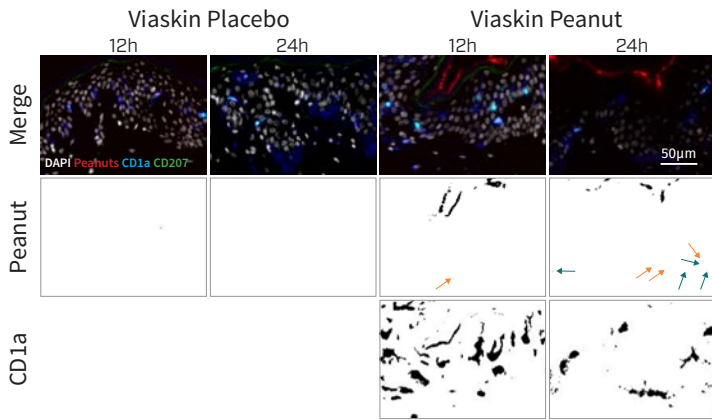 Viaskin Placebo Viaskin Peanut
12h 24h 12h 24h
Merge
DAPI Peanuts CD1a CD207
50µm
Peanut
CD1a